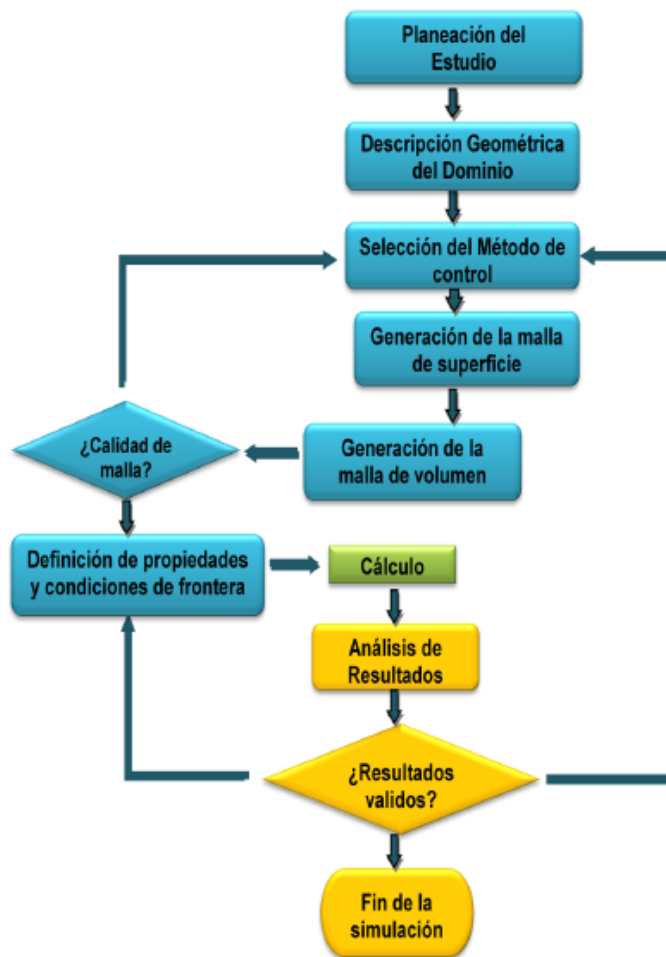 Planeación del
Estudio
Descripción Geométrica
del Dominio
Selección del Método de
control
Generación de la malla
de superficie
¿Calidad de
malla?
Generación de la
malla de volumen
Definición de propiedades
y condiciones de frontera
Cálculo
Análisis de
Resultados
¿Resultados
validos?
Fin de la
simulación